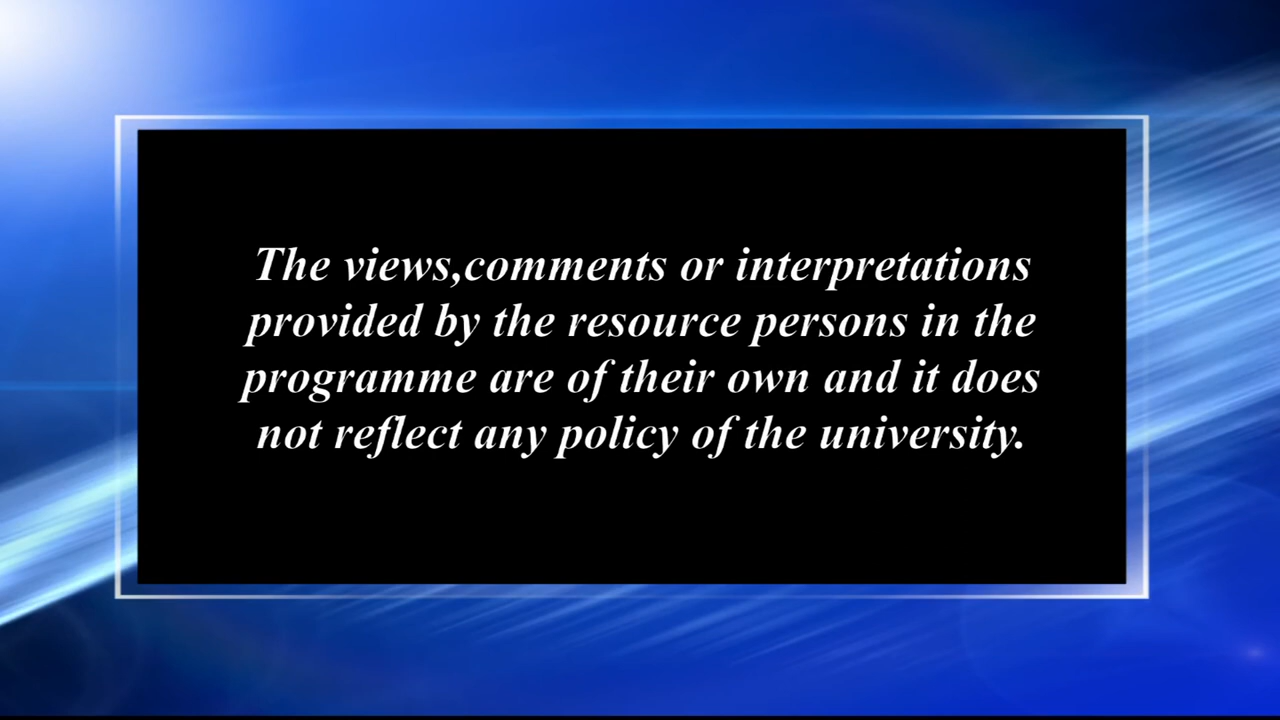 The views,comments or interpretations
provided by the resource persons in the
programme are of their own and it does
not reflect any policy of the university.